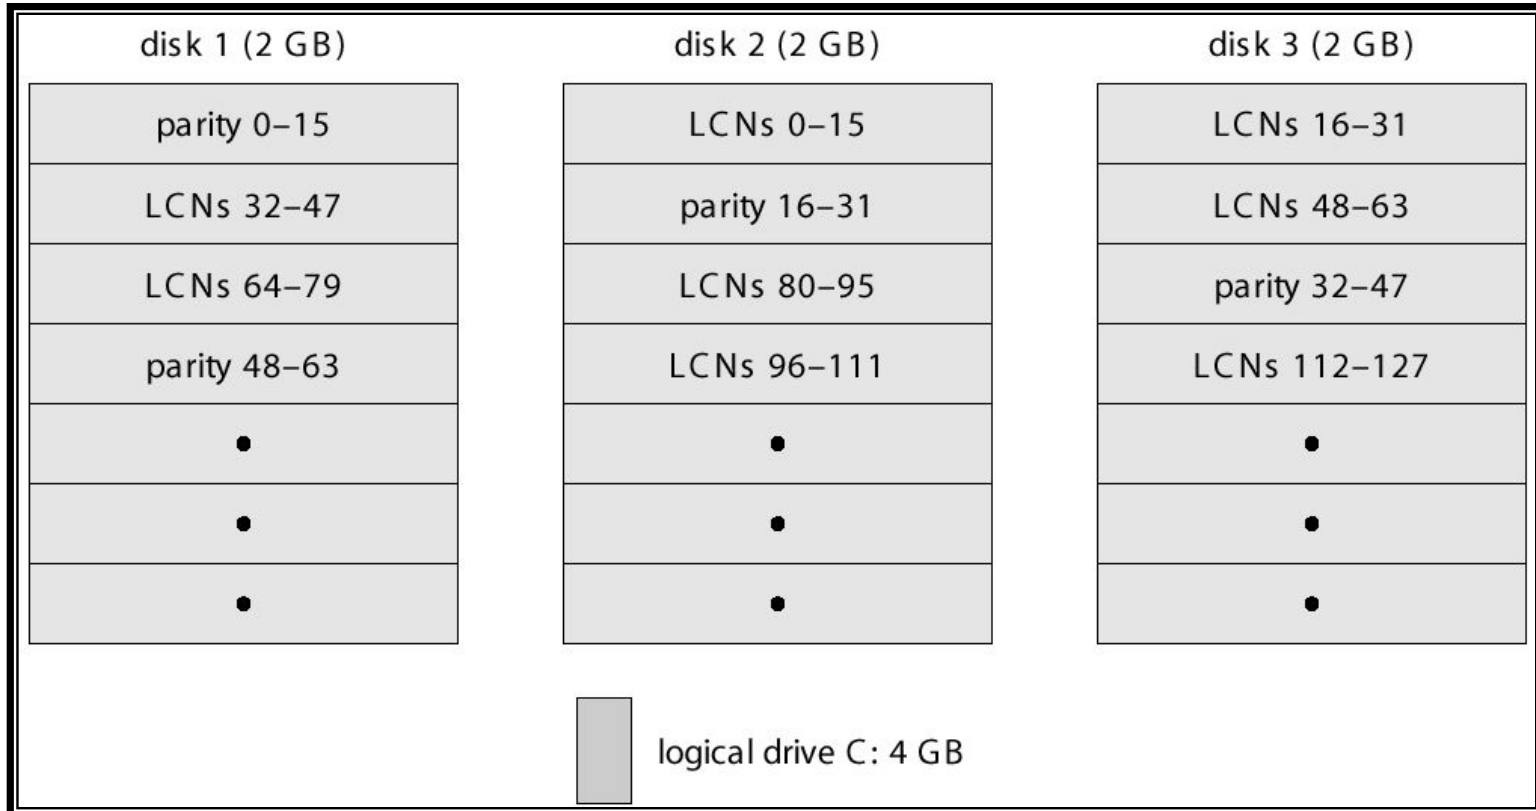 disk 1 (2 GB)
disk 2 (2 GB)
disk 3 (2 GB)
parity 0–15
LCNs 0–15
LCNs 16–31
LCNs 32–47
parity 16–31
LCNs 48–63
LCNs 64–79
LCNs 80–95
parity 32–47
parity 48–63
LCNs 96–111
LCNs 112–127
logical drive C: 4 GB